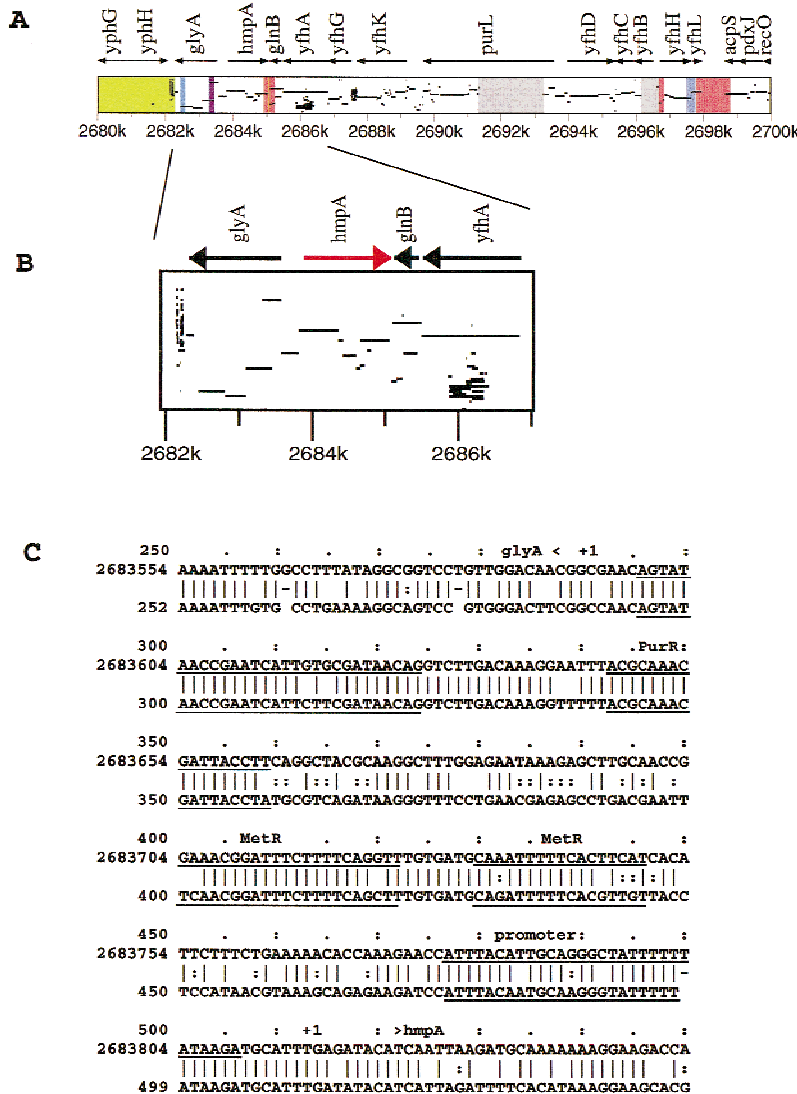 A
yphG yphH glyA hmpA glnB yfhA yfhG yfhK purL yfhD yfhC yfhB yfhH yfhL acpS pdxJ recO
2680k 2682k 2684k 2686k 2688k 2690k 2692k 2694k 2696k 2698k 2700k
B
glyA hmpA glnB yfhA
2682k 2684k 2686k
C
250 . : . : . : glyA < +1 . :
2683554 AAAATTTTTGGCCTTTATAGGCGGTCCTGTTGGACAACGGCGAACAGTAT
252 AAAATTTGTG CCTGAAAAGGCAGTCC GTGGGACTTCGGCCAACAGTAT
300 . : . : . : . : .PurR:
2683604 AACCGAATCATTGTGCGATAACAGGTCTTGACAAAGGAATTTACGCAAAC
300 AACCGAATCATTCTTCGATAACAGGTCTTGACAAAGGTTTTTACGCAAAC
350 . : . : . : . : . :
2683654 GATTACCTTCAGGCTACGCAAGGCTTTGGAGAATAAAGAGCTTGCAACCG
350 GATTACCTATGCGTCAGATAAGGGTTTCCTGAACGAGAGCCTGACGAATT
400 . MetR . : . : . MetR . :
2683704 GAAACGGATTTCTTTTCAGGTTTGTGATGCAAATTTTTCACTTCATCACA
400 TCAACGGATTTCTTTTCAGCTTTGTGATGCAGATTTTTCACGTTGTTACC
450 . : . : . : promoter: . :
2683754 TTCTTTCTGAAAAACACCAAAGAACCATTTACATTGCAGGGCTATTTTTT
450 TCCATAACGTAAAGCAGAGAAGATCCATTTACAATGCAAGGGTATTTTT
500 . : +1 : >hmpA : . : . :
2683804 ATAAGATGCATTTGAGATACATCAATTAAGATGCAAAAAAAGGAAGACCA
499 ATAAGATGCATTTGATATACATCATTAGATTTTCACATAAAGGAAGCACG